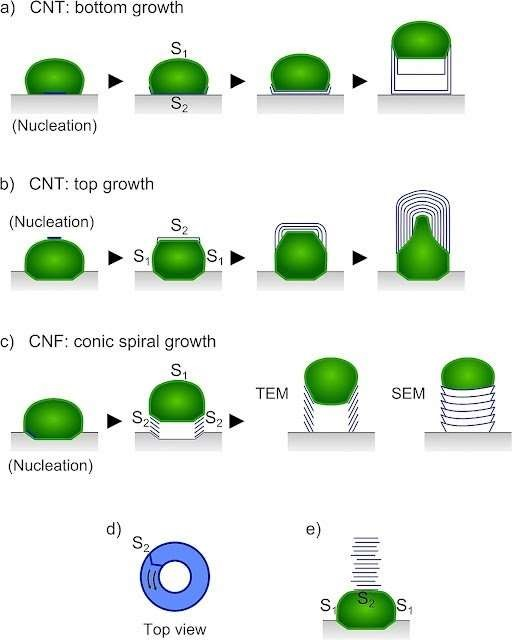 a) CNT: bottom growth
S1
S2
(Nucleation)
b) CNT: top growth
(Nucleation)
S2
S1 S1
c) CNF: conic spiral growth
S1
TEM SEM
S2 S2
(Nucleation)
d) e)
S2
S2
S1 S1
Top view